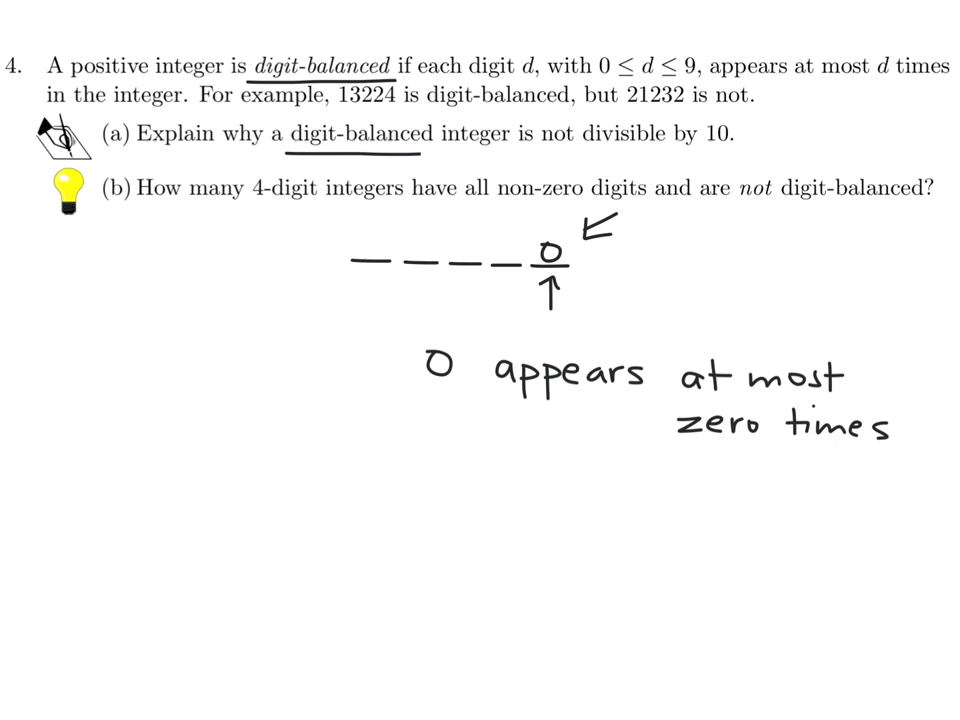 4. A positive integer is digit-balanced if each digit d, with 0 ≤ d ≤ 9, appears at most d times
in the integer. For example, 13224 is digit-balanced, but 21232 is not.
(a) Explain why a digit-balanced integer is not divisible by 10.
(b) How many 4-digit integers have all non-zero digits and are not digit-balanced?
0
0 appears at most
zero times